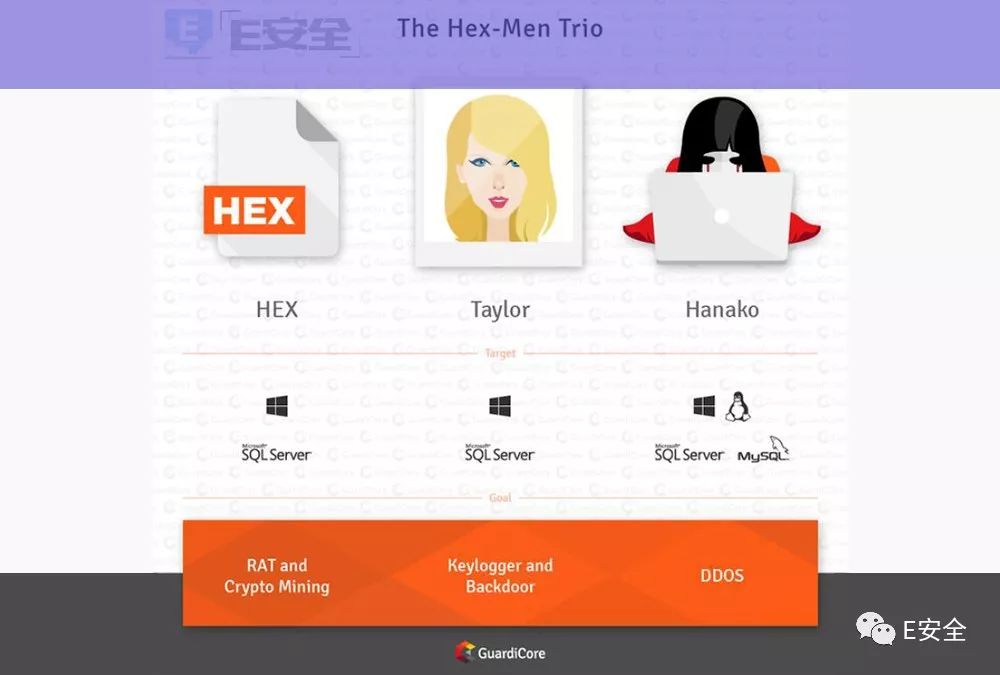 E安全
The Hex-Men Trio
HEX
HEX
Taylor
Hanako
Target
Microsoft SQL Server
Microsoft SQL Server
Microsoft SQL Server
MySQL
Goal
RAT and
Crypto Mining
Keylogger and
Backdoor
DDOS
E安全
GuardiCore